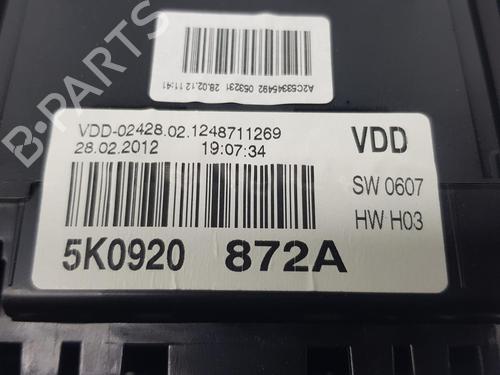 A2C53345492 053231 28.02.12 11:41
VDD-02428.02.1248711269
28.02.2012 19:07:34
VDD
SW 0607
HW H03
5K0920 872A
B-PARTS